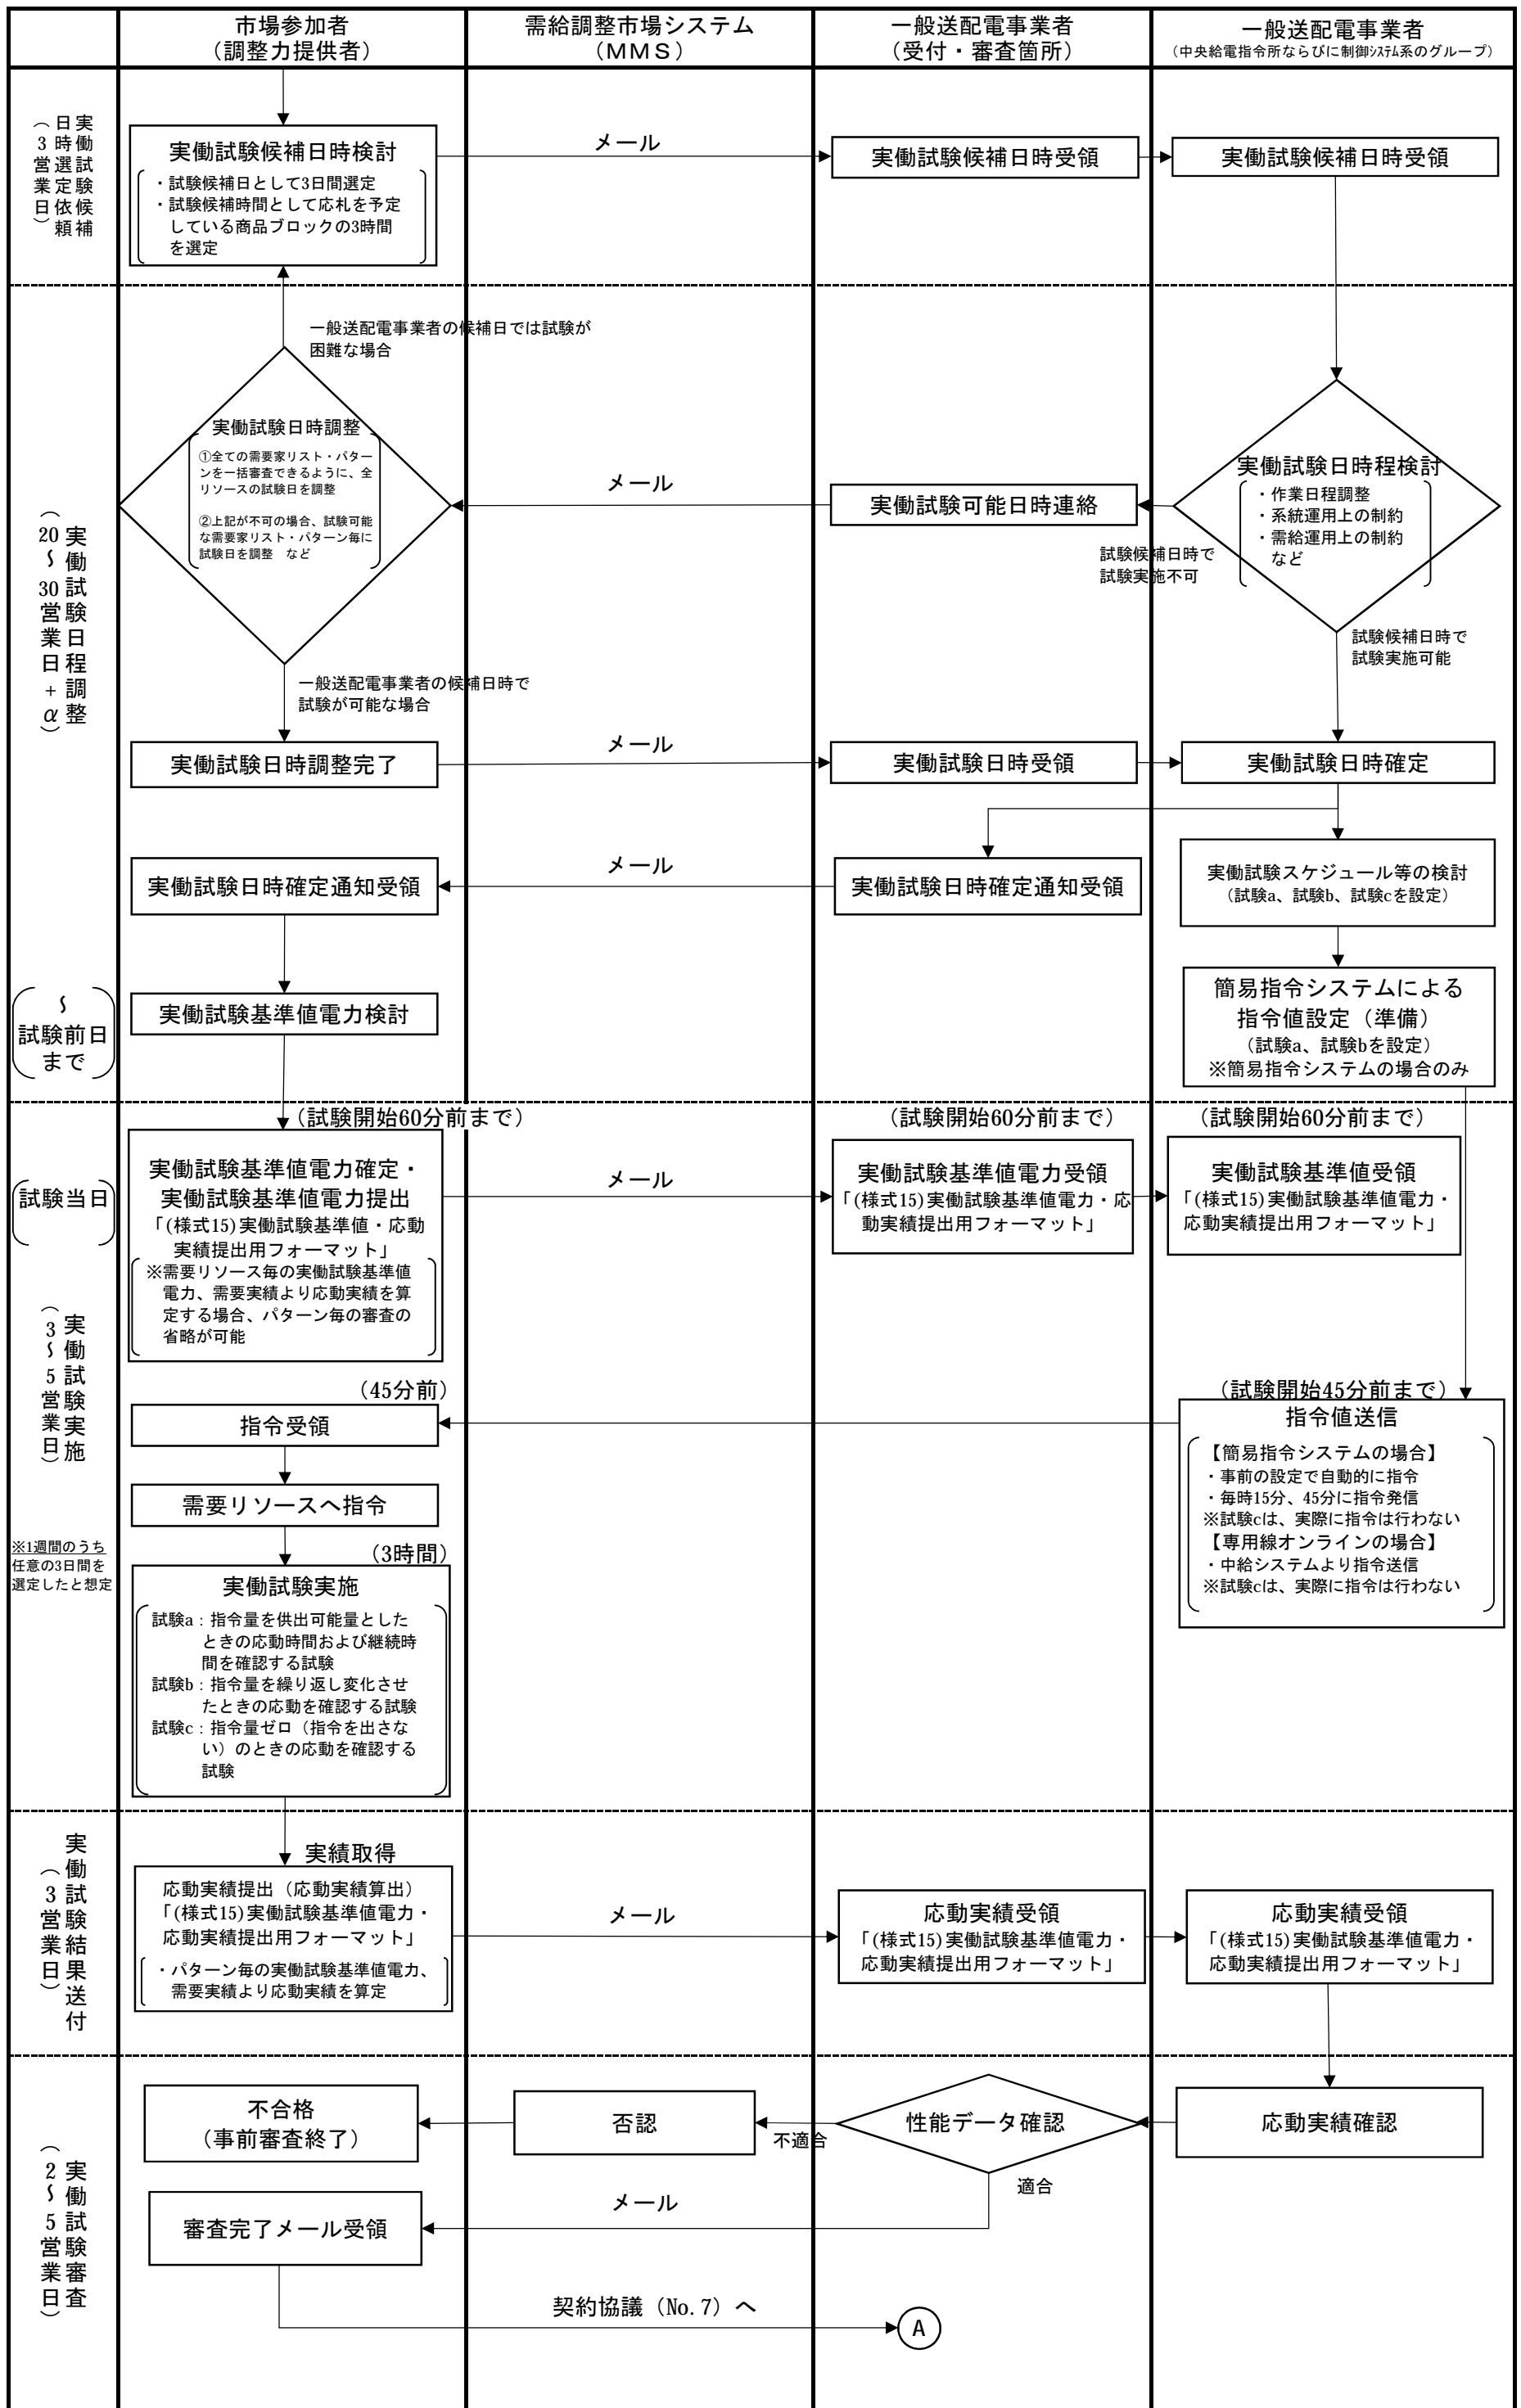 市場参加者
（調整力提供者）
需給調整市場システム
（ＭＭＳ）
一般送配電事業者
（受付・審査箇所）
一般送配電事業者
（中央給電指令所ならびに制御ｼｽﾃﾑ系のグループ）
実働試験候補
日時選定依頼
（３営業日）
実働試験候補日時検討
・試験候補日として3日間選定
・試験候補時間として応札を予定
している商品ブロックの3時間
を選定
メール
実働試験候補日時受領
実働試験候補日時受領
実働試験日程調整
（20～30営業日＋α）
一般送配電事業者の候補日では試験が
困難な場合
実働試験日時調整
①全ての需要家リスト・パター
ンを一括審査できるように、全
リソースの試験日を調整
②上記が不可の場合、試験可能
な需要家リスト・パターン毎に
試験日を調整　など
メール
実働試験可能日時連絡
実働試験日時程検討
・作業日程調整
・系統運用上の制約
・需給運用上の制約
など
試験候補日時で
試験実施不可
試験候補日時で
試験実施可能
一般送配電事業者の候補日時で
試験が可能な場合
実働試験日時調整完了
メール
実働試験日時受領
実働試験日時確定
実働試験日時確定通知受領
メール
実働試験日時確定通知受領
実働試験スケジュール等の検討
（試験a、試験b、試験cを設定）
～
試験前日
まで
実働試験基準値電力検討
簡易指令システムによる
指令値設定（準備）
（試験a、試験bを設定）
※簡易指令システムの場合のみ
（試験開始60分前まで）
（試験開始60分前まで）
（試験開始60分前まで）
試験当日
実働試験基準値電力確定・
実働試験基準値電力提出
「(様式15)実働試験基準値・応動
実績提出用フォーマット」
※需要リソース毎の実働試験基準値
電力、需要実績より応動実績を算
定する場合、パターン毎の審査の
省略が可能
メール
実働試験基準値電力受領
「(様式15)実働試験基準値電力・応
動実績提出用フォーマット」
実働試験基準値受領
「(様式15)実働試験基準値電力・
応動実績提出用フォーマット」
実働試験実施
（３～５営業日）
※1週間のうち
任意の3日間を
選定したと想定
（45分前）
指令受領
（試験開始45分前まで）
指令値送信
【簡易指令システムの場合】
・事前の設定で自動的に指令
・毎時15分、45分に指令発信
※試験cは、実際に指令は行わない
【専用線オンラインの場合】
・中給システムより指令送信
※試験cは、実際に指令は行わない
需要リソースへ指令
（3時間）
実働試験実施
試験a：指令量を供出可能量とした
ときの応動時間および継続時
間を確認する試験
試験b：指令量を繰り返し変化させ
たときの応動を確認する試験
試験c：指令量ゼロ（指令を出さな
い）のときの応動を確認する
試験
実働試験結果送付
（３営業日）
実績取得
応動実績提出（応動実績算出）
「(様式15)実働試験基準値電力・
応動実績提出用フォーマット」
・パターン毎の実働試験基準値電力、
需要実績より応動実績を算定
メール
応動実績受領
「(様式15)実働試験基準値電力・
応動実績提出用フォーマット」
応動実績受領
「(様式15)実働試験基準値電力・
応動実績提出用フォーマット」
実働試験審査
（２～５営業日）
不合格
（事前審査終了）
否認
不適合
性能データ確認
応動実績確認
適合
審査完了メール受領
メール
契約協議（No.7）へ
A